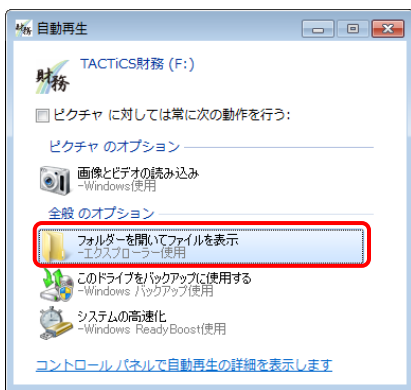 自動再生
TACTiCS財務 (F:)
財務
ピクチャ に対しては常に次の動作を行う:
ピクチャ のオプション
画像とビデオの読み込み
-Windows使用
全般 のオプション
フォルダーを開いてファイルを表示
-エクスプローラー使用
このドライブをバックアップに使用する
-Windows バックアップ使用
システムの高速化
-Windows ReadyBoost使用
コントロール パネルで自動再生の詳細を表示します